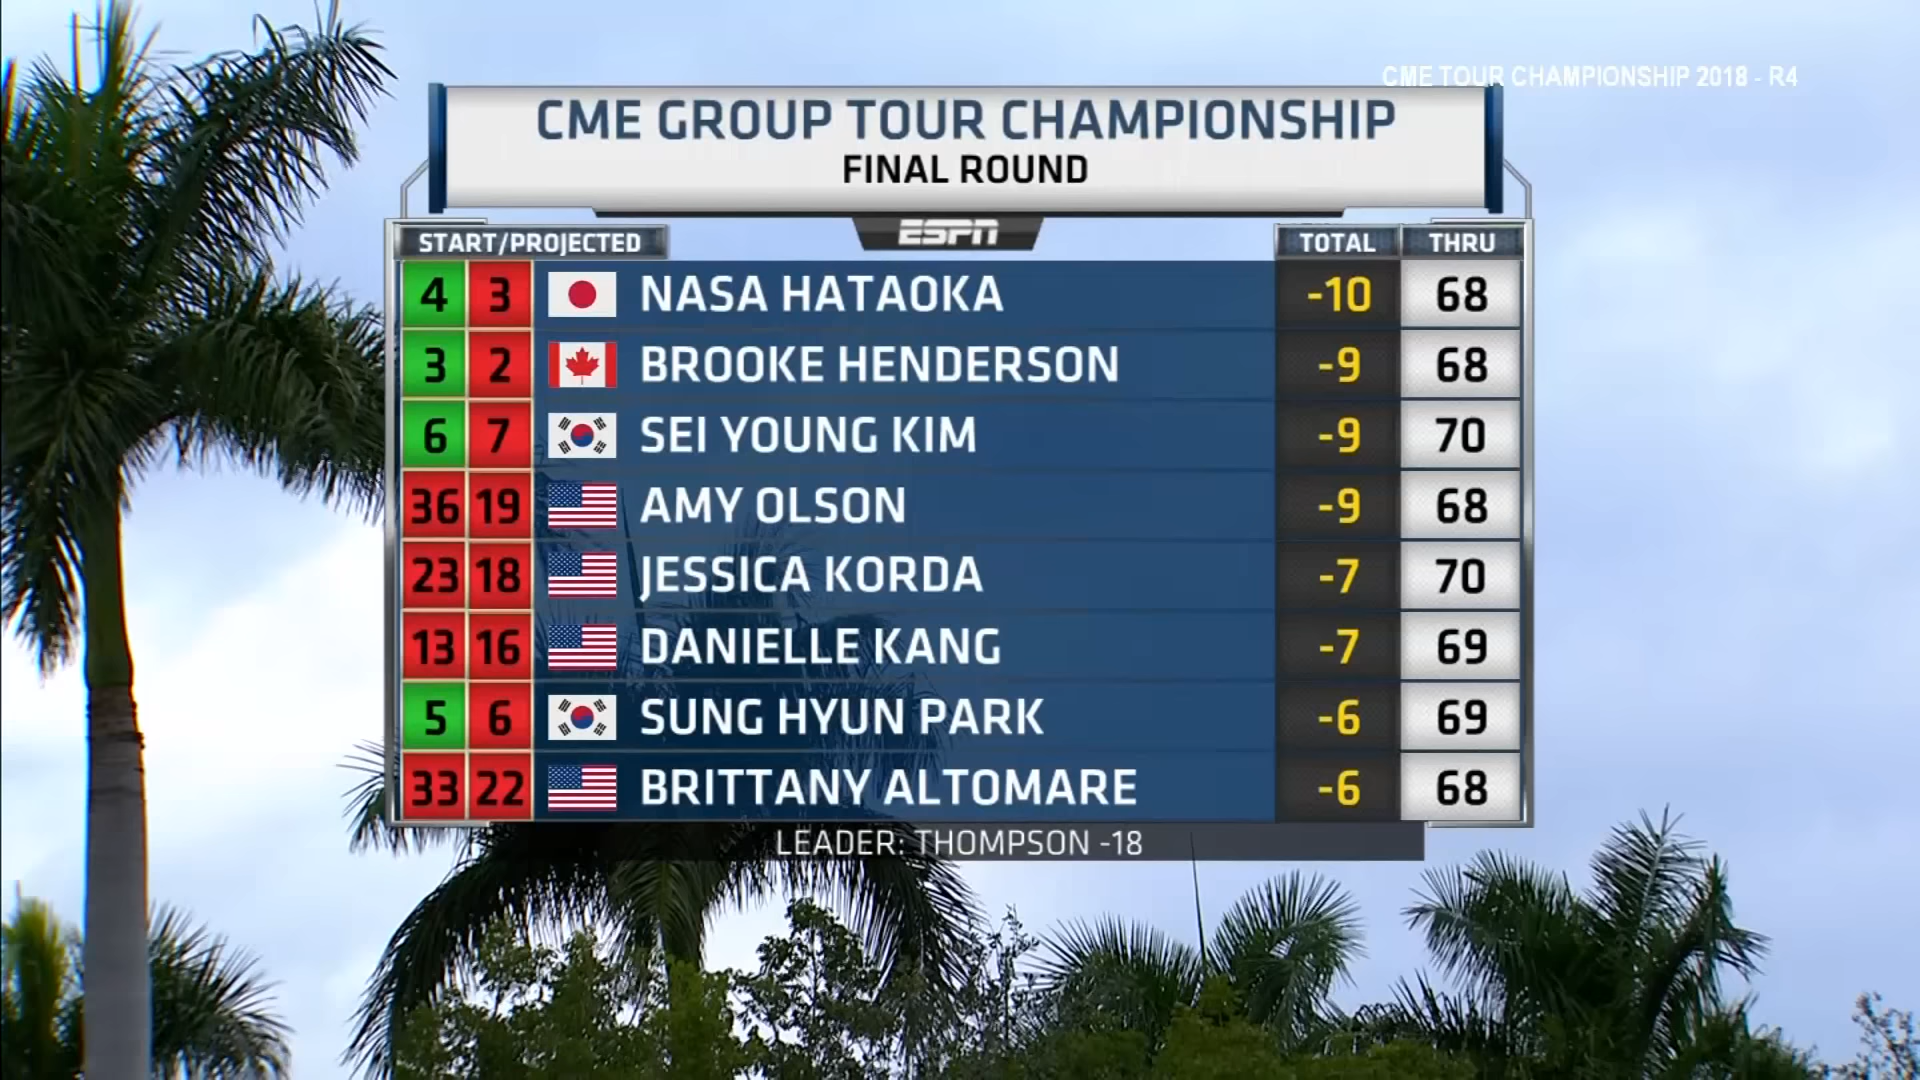 CME TOUR CHAMPIONSHIP 2018 - R4
CME GROUP TOUR CHAMPIONSHIP
FINAL ROUND
ESPN
START/PROJECTED TOTAL THRU
4 3 NASA HATAOKA -10 68
3 2 BROOKE HENDERSON -9 68
6 7 SEI YOUNG KIM -9 70
36 19 AMY OLSON -9 68
23 18 JESSICA KORDA -7 70
13 16 DANIELLE KANG -7 69
5 6 SUNG HYUN PARK -6 69
33 22 BRITTANY ALTOMARE -6 68
LEADER: THOMPSON -18